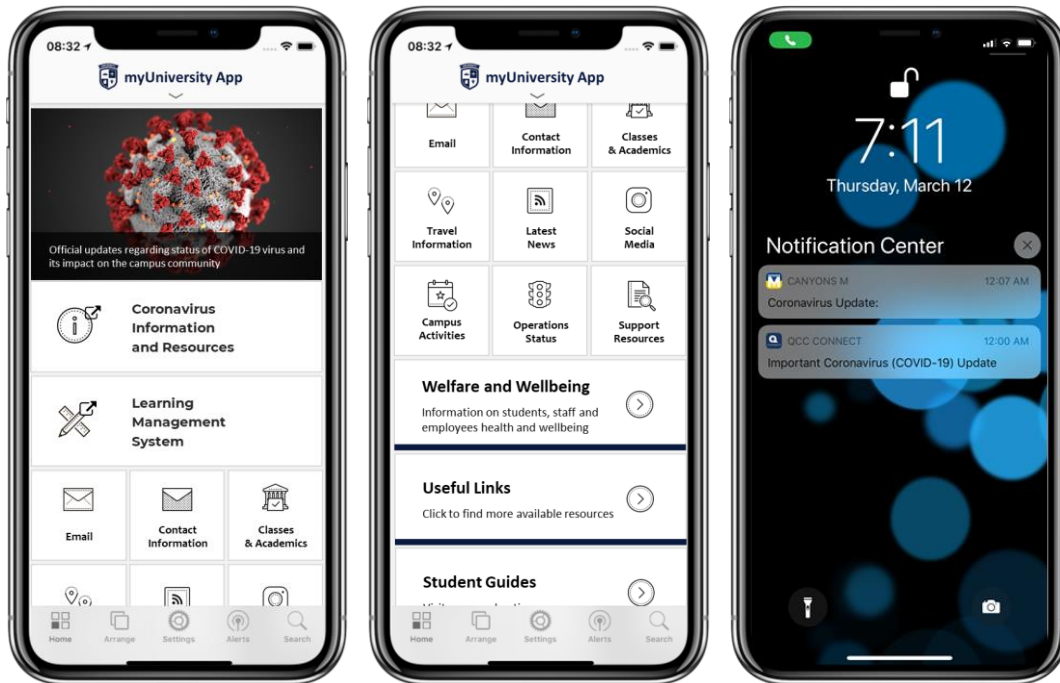 08:32
myUniversity App
Official updates regarding status of COVID-19 virus and
its impact on the campus community
Coronavirus
Information
and Resources
Learning
Management
System
Email
Contact
Information
Classes
& Academics
Home
Arrange
Settings
Alerts
Search
08:32
myUniversity App
Email
Contact
Information
Classes
& Academics
Travel
Information
Latest
News
Social
Media
Campus
Activities
Operations
Status
Support
Resources
Welfare and Wellbeing
Information on students, staff and
employees health and wellbeing
Useful Links
Click to find more available resources
Student Guides
Home
Arrange
Settings
Alerts
Search
7:11
Thursday, March 12
Notification Center
CANYONS M 12:07 AM
Coronavirus Update:
QCC CONNECT 12:00 AM
Important Coronavirus (COVID-19) Update